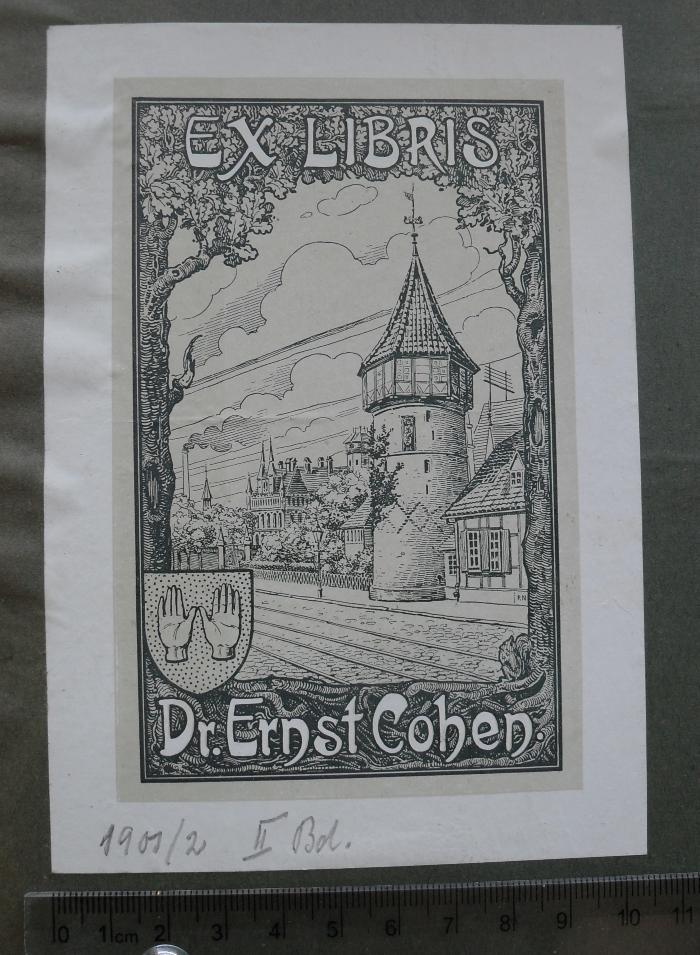 EX LIBRIS
Dr. Ernst Cohen.
1901/2 II Bd.
0 1cm 2 3 4 5 6 7 8 9 10 11